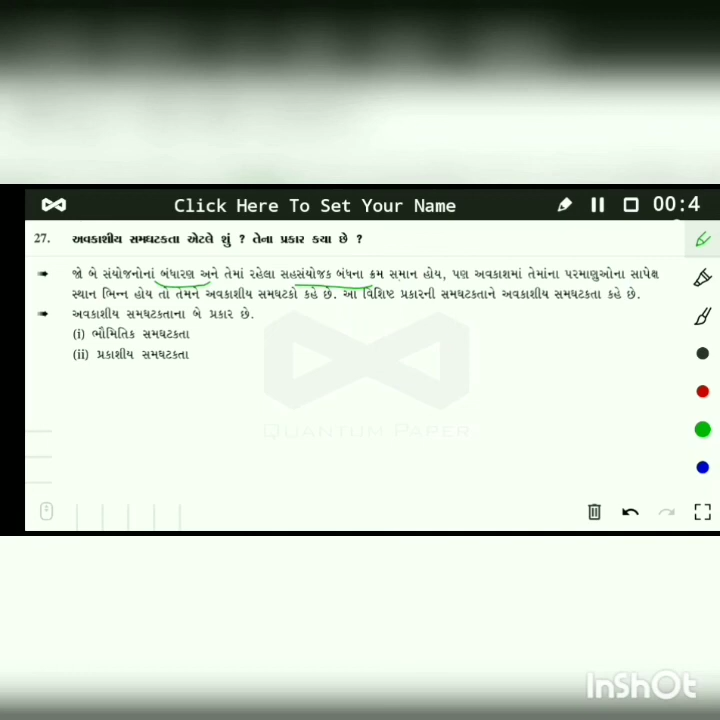 Click Here To Set Your Name
00:4
27. અવકાશીય સમઘટકતા એટલે શું ? તેના પ્રકાર કયા છે ?
➡ જો બે સંયોજનોનાં બંધારણ અને તેમાં રહેલા સહસંયોજક બંધના ક્રમ સમાન હોય, પણ અવકાશમાં તેમાંના પરમાણુઓના સાપેક્ષ
સ્થાન ભિન્ન હોય તો તેમને અવકાશીય સમઘટકો કહે છે. આ વિશિષ્ટ પ્રકારની સમઘટકતાને અવકાશીય સમઘટકતા કહે છે.
➡ અવકાશીય સમઘટકતાના બે પ્રકાર છે.
(i) ભૌમિતિક સમઘટકતા
(ii) પ્રકાશીય સમઘટકતા
QUANTUM PAPER
InShOt